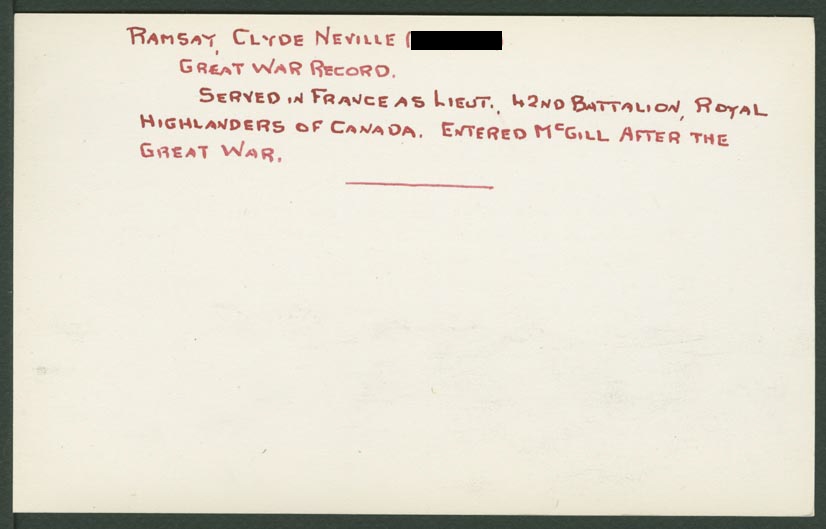 RAMSAY, CLYDE NEVILLE (
GREAT WAR RECORD.
SERVED IN FRANCE AS LIEUT., 42ND BATTALION, ROYAL
HIGHLANDERS OF CANADA. ENTERED McGILL AFTER THE
GREAT WAR.